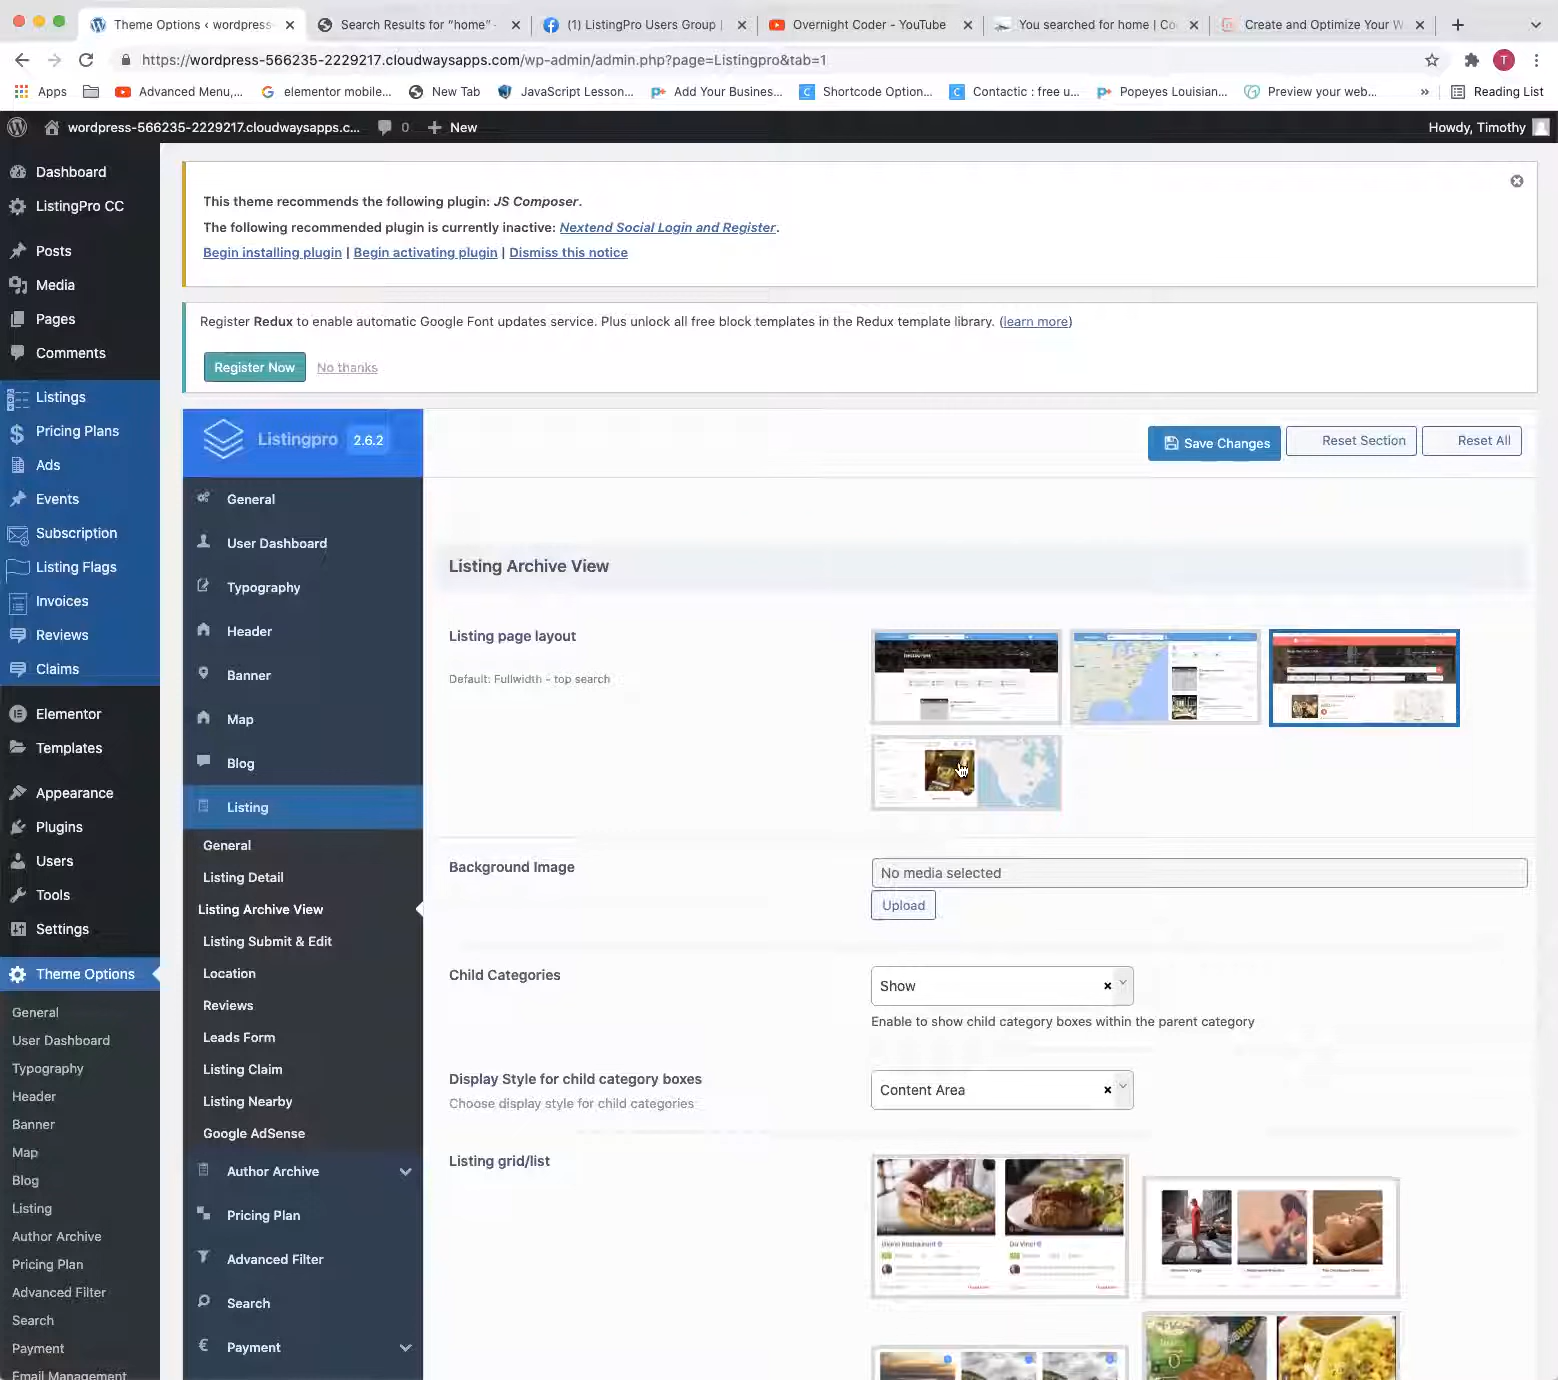 Theme Options ‹ wordpress-
Search Results for "home" -
(1) ListingPro Users Group |
Overnight Coder - YouTube
You searched for home | Co
Create and Optimize Your W
https://wordpress-566235-2229217.cloudwaysapps.com/wp-admin/admin.php?page=Listingpro&tab=1
T
Apps
Advanced Menu,...
elementor mobile...
New Tab
JavaScript Lesson...
Add Your Busines...
Shortcode Option...
Contactic : free u...
Popeyes Louisian...
Preview your web...
»
Reading List
wordpress-566235-2229217.cloudwaysapps.c...
0
New
Howdy, Timothy
Dashboard
ListingPro CC
Posts
Media
Pages
Comments
Listings
Pricing Plans
Ads
Events
Subscription
Listing Flags
Invoices
Reviews
Claims
Elementor
Templates
Appearance
Plugins
Users
Tools
Settings
Theme Options
General
User Dashboard
Typography
Header
Banner
Map
Blog
Listing
Author Archive
Pricing Plan
Advanced Filter
Search
Payment
Email Management
This theme recommends the following plugin: JS Composer.
The following recommended plugin is currently inactive: Nextend Social Login and Register.
Begin installing plugin | Begin activating plugin | Dismiss this notice
Register Redux to enable automatic Google Font updates service. Plus unlock all free block templates in the Redux template library. (learn more)
Register Now
No thanks
Listingpro 2.6.2
Save Changes
Reset Section
Reset All
General
User Dashboard
Typography
Header
Banner
Map
Blog
Listing
General
Listing Detail
Listing Archive View
Listing Submit & Edit
Location
Reviews
Leads Form
Listing Claim
Listing Nearby
Google AdSense
Author Archive
Pricing Plan
Advanced Filter
Search
Payment
Listing Archive View
Listing page layout
Default: Fullwidth - top search
Background Image
No media selected
Upload
Child Categories
Show
Enable to show child category boxes within the parent category
Display Style for child category boxes
Choose display style for child categories
Content Area
Listing grid/list